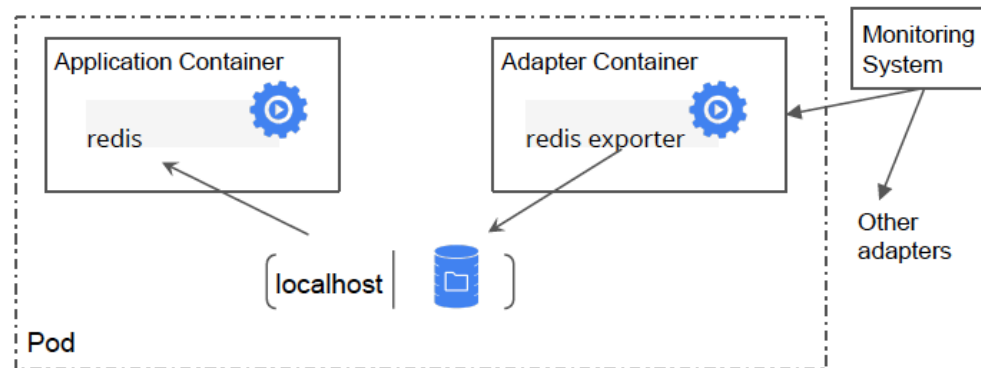 Application Container
redis
Adapter Container
redis exporter
Monitoring
System
Other
adapters
localhost
Pod